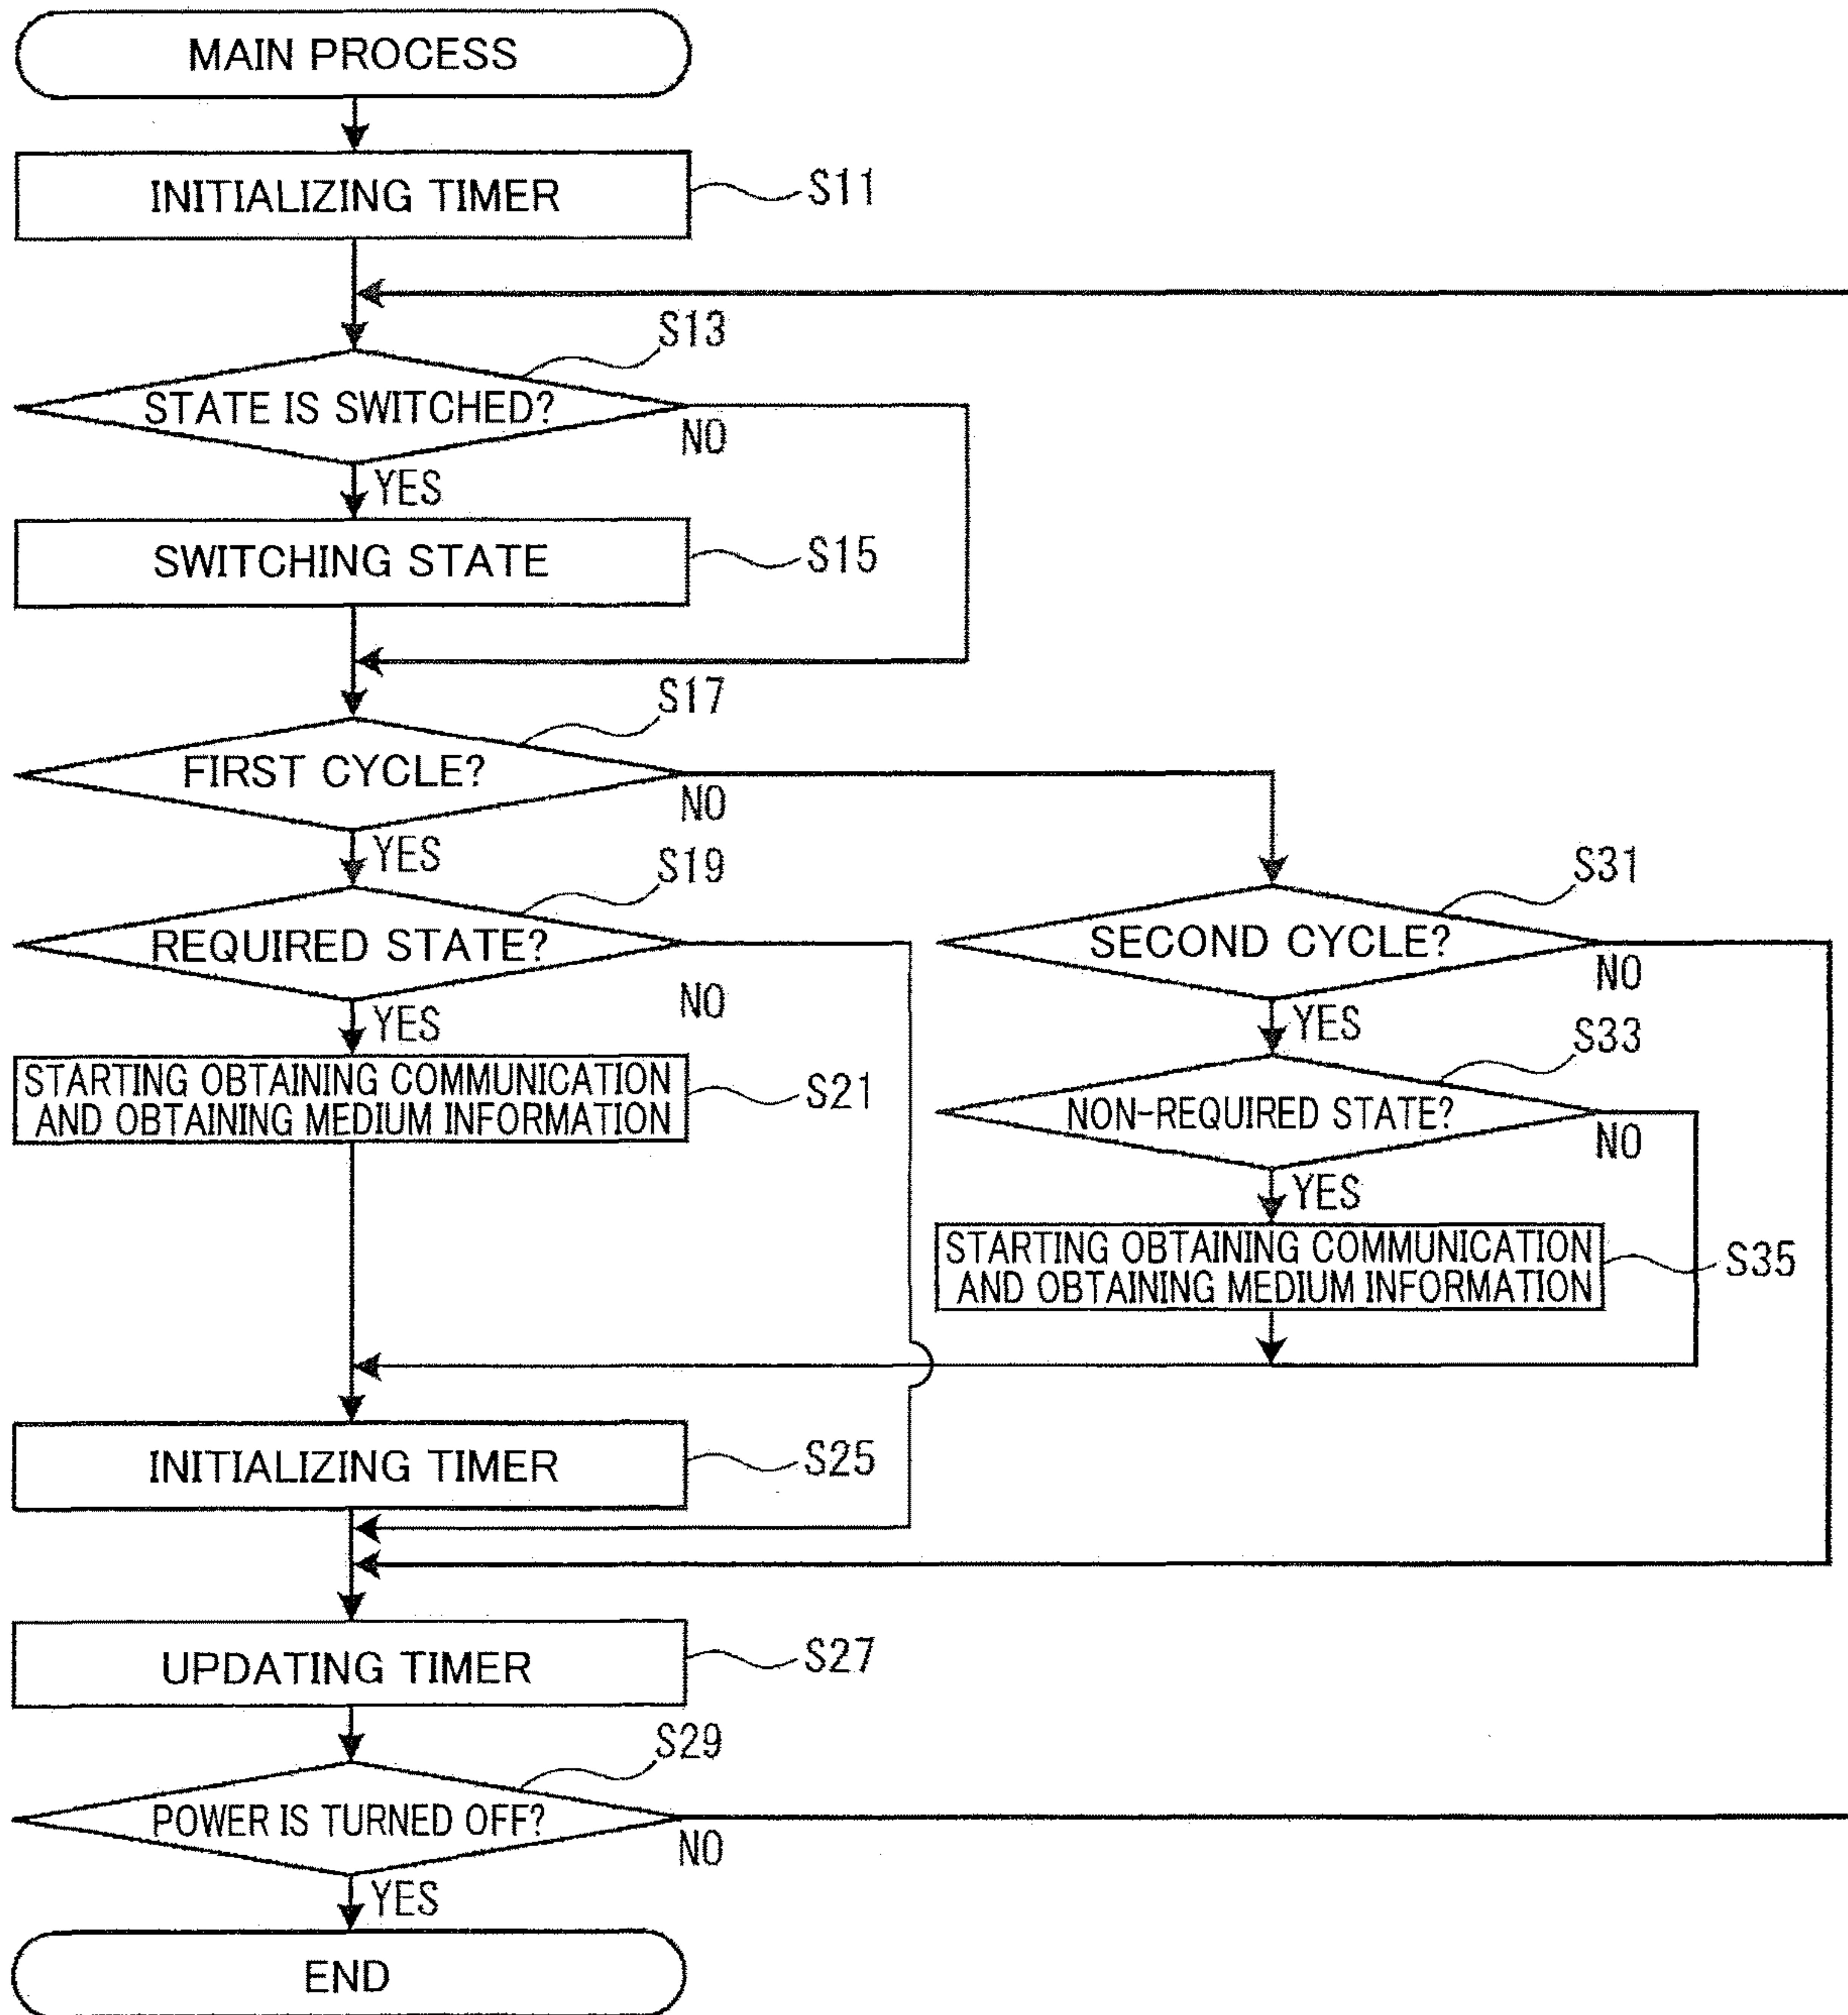 MAIN PROCESS
INITIALIZING TIMER
S11
S13
STATE IS SWITCHED?
NO
YES
SWITCHING STATE
S15
S17
FIRST CYCLE?
NO
YES
S19
REQUIRED STATE?
NO
YES
STARTING OBTAINING COMMUNICATION
AND OBTAINING MEDIUM INFORMATION
S21
S31
SECOND CYCLE?
NO
YES
S33
NON-REQUIRED STATE?
NO
YES
STARTING OBTAINING COMMUNICATION
AND OBTAINING MEDIUM INFORMATION
S35
INITIALIZING TIMER
S25
UPDATING TIMER
S27
S29
POWER IS TURNED OFF?
NO
YES
END